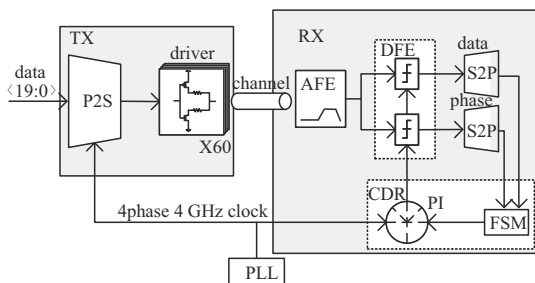 TX
RX
driver
DFE
data
data
<19:0>
P2S
channel
AFE
S2P
phase
S2P
X60
CDR
PI
4phase 4 GHz clock
FSM
PLL